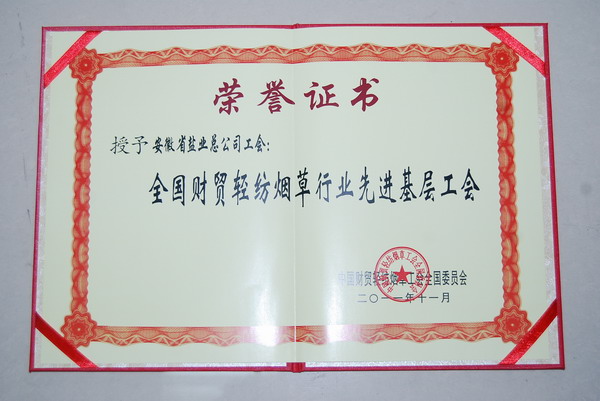 荣誉证书
授予 安徽省盐业总公司工会：
全国财贸轻纺烟草行业先进基层工会
中国财贸轻纺烟草工会全国委员会
二〇一一年十一月